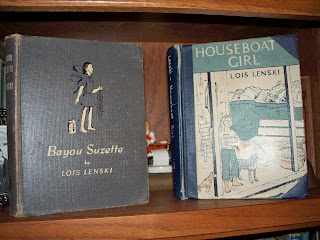 Bayou Suzette
by
LOIS LENSKI
HOUSEBOAT
GIRL
LOIS LENSKI